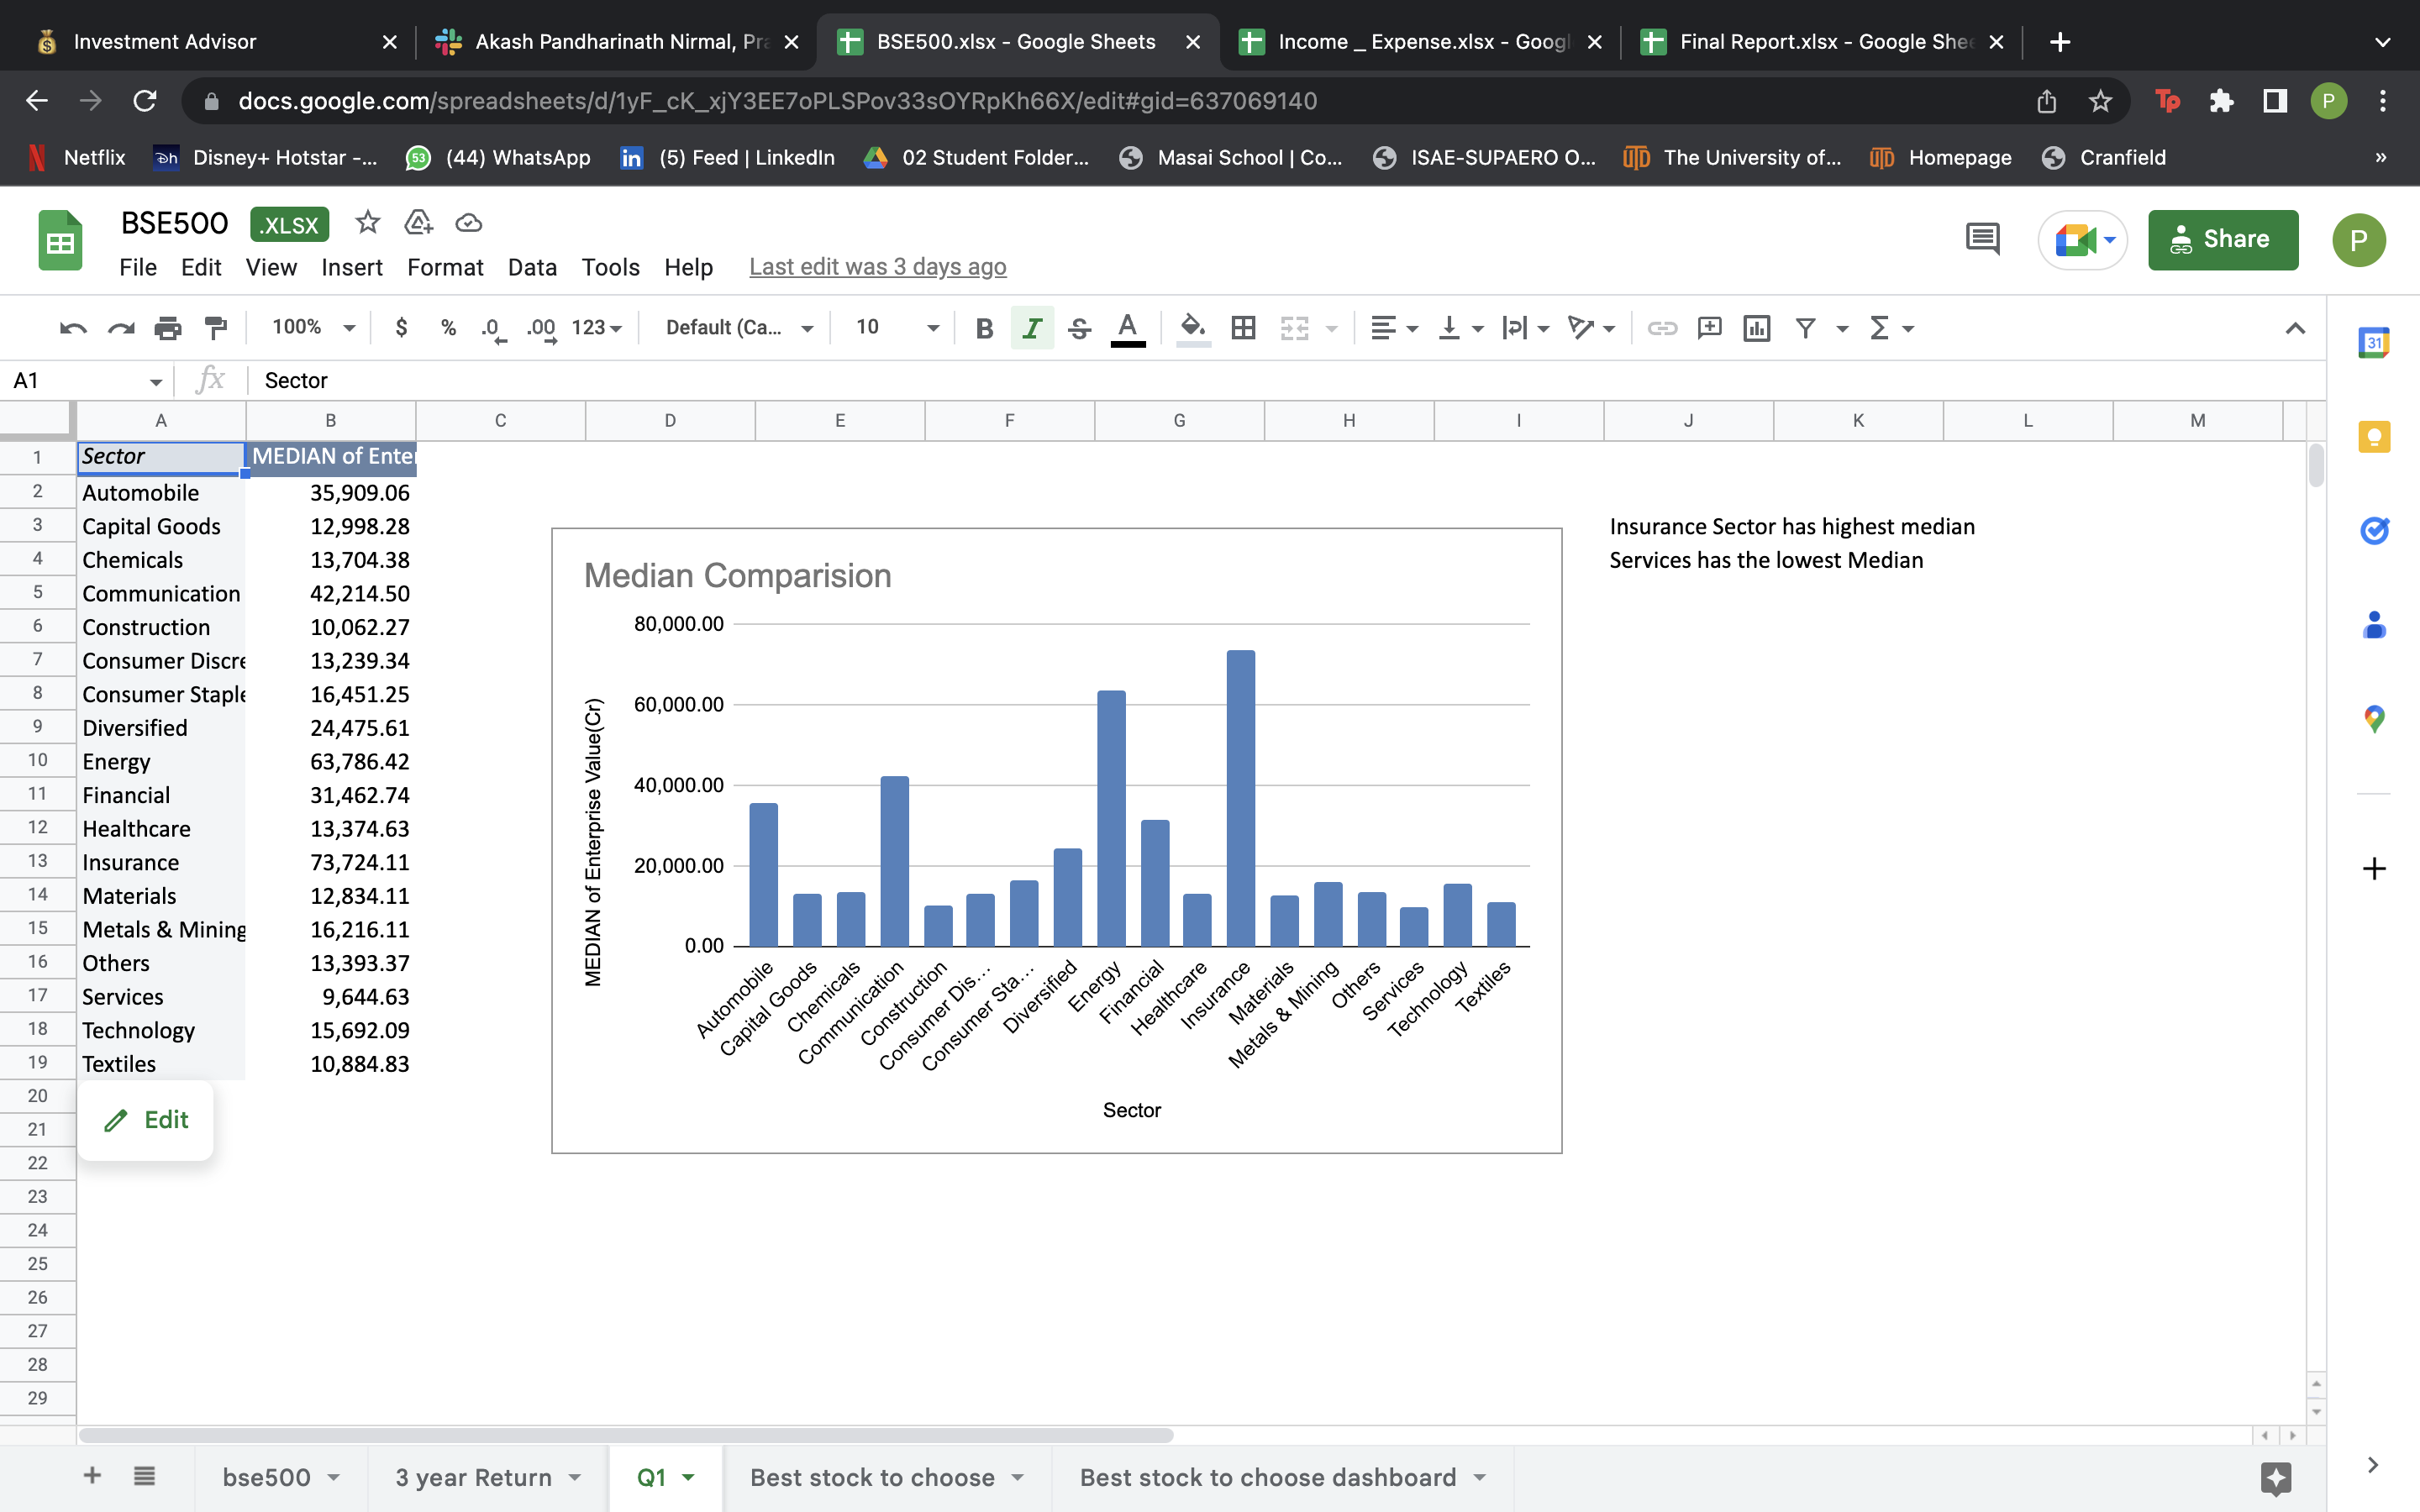 Investment Advisor
Akash Pandharinath Nirmal, Pra
BSE500.xlsx - Google Sheets
Income _ Expense.xlsx - Googl
Final Report.xlsx - Google Shee
docs.google.com/spreadsheets/d/1yF_cK_xjY3EE7oPLSPov33sOYRpKh66X/edit#gid=637069140
Tp
P
N Netflix
Dh Disney+ Hotstar -...
53 (44) WhatsApp
in (5) Feed | LinkedIn
02 Student Folder...
Masai School | Co...
ISAE-SUPAERO O...
UTD The University of...
UTD Homepage
Cranfield
»
BSE500 .XLSX
File Edit View Insert Format Data Tools Help Last edit was 3 days ago
Share
P
100% $ % .0 .00 123 Default (Ca... 10 B I S A Σ
31
A1 fx Sector
A B C D E F G H I J K L M
1 Sector MEDIAN of Enter
2 Automobile 35,909.06
3 Capital Goods 12,998.28
4 Chemicals 13,704.38
5 Communication 42,214.50
6 Construction 10,062.27
7 Consumer Discre 13,239.34
8 Consumer Staple 16,451.25
9 Diversified 24,475.61
10 Energy 63,786.42
11 Financial 31,462.74
12 Healthcare 13,374.63
13 Insurance 73,724.11
14 Materials 12,834.11
15 Metals & Mining 16,216.11
16 Others 13,393.37
17 Services 9,644.63
18 Technology 15,692.09
19 Textiles 10,884.83
20
21
22
23
24
25
26
27
28
29
Edit
Median Comparision
MEDIAN of Enterprise Value(Cr)
80,000.00
60,000.00
40,000.00
20,000.00
0.00
Automobile
Capital Goods
Chemicals
Communication
Construction
Consumer Dis...
Consumer Sta...
Diversified
Energy
Financial
Healthcare
Insurance
Materials
Metals & Mining
Others
Services
Technology
Textiles
Sector
Insurance Sector has highest median
Services has the lowest Median
bse500
3 year Return
Q1
Best stock to choose
Best stock to choose dashboard